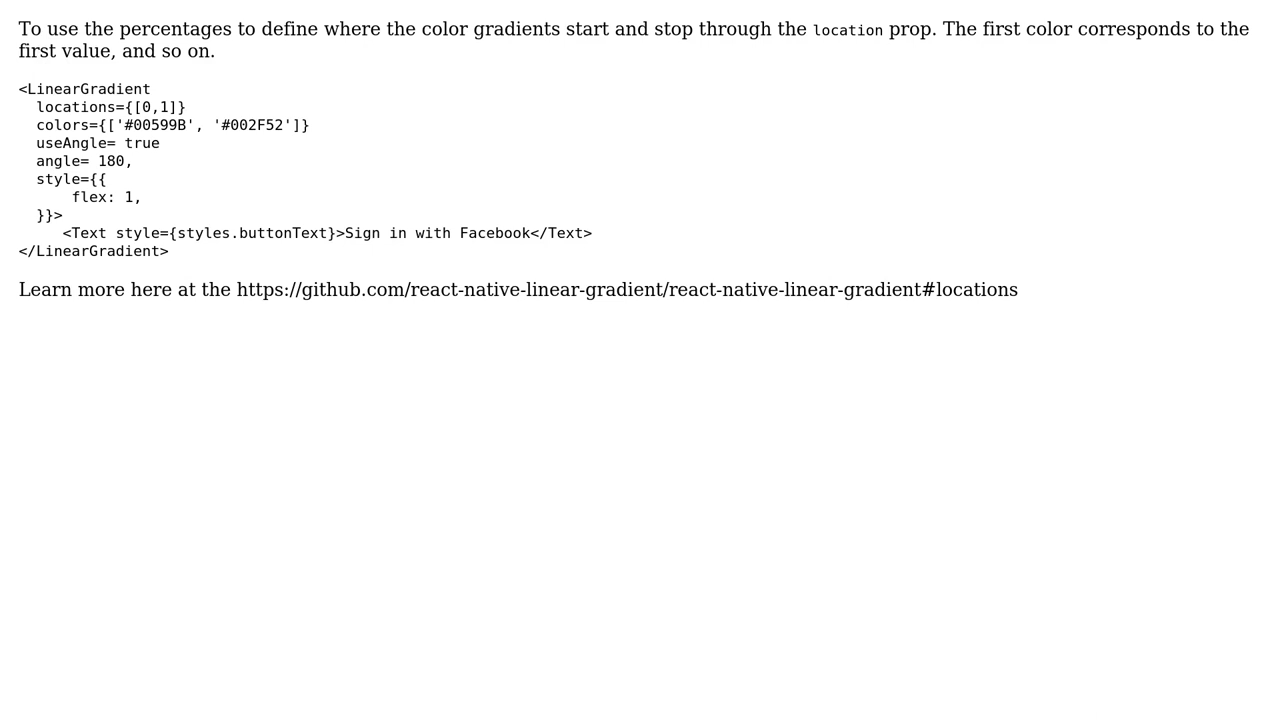 To use the percentages to define where the color gradients start and stop through the location prop. The first color corresponds to the
first value, and so on.
<LinearGradient
  locations={[0,1]}
  colors={['#00599B', '#002F52']}
  useAngle= true
  angle= 180,
  style={{
      flex: 1,
  }}>
     <Text style={styles.buttonText}>Sign in with Facebook</Text>
</LinearGradient>
Learn more here at the https://github.com/react-native-linear-gradient/react-native-linear-gradient#locations